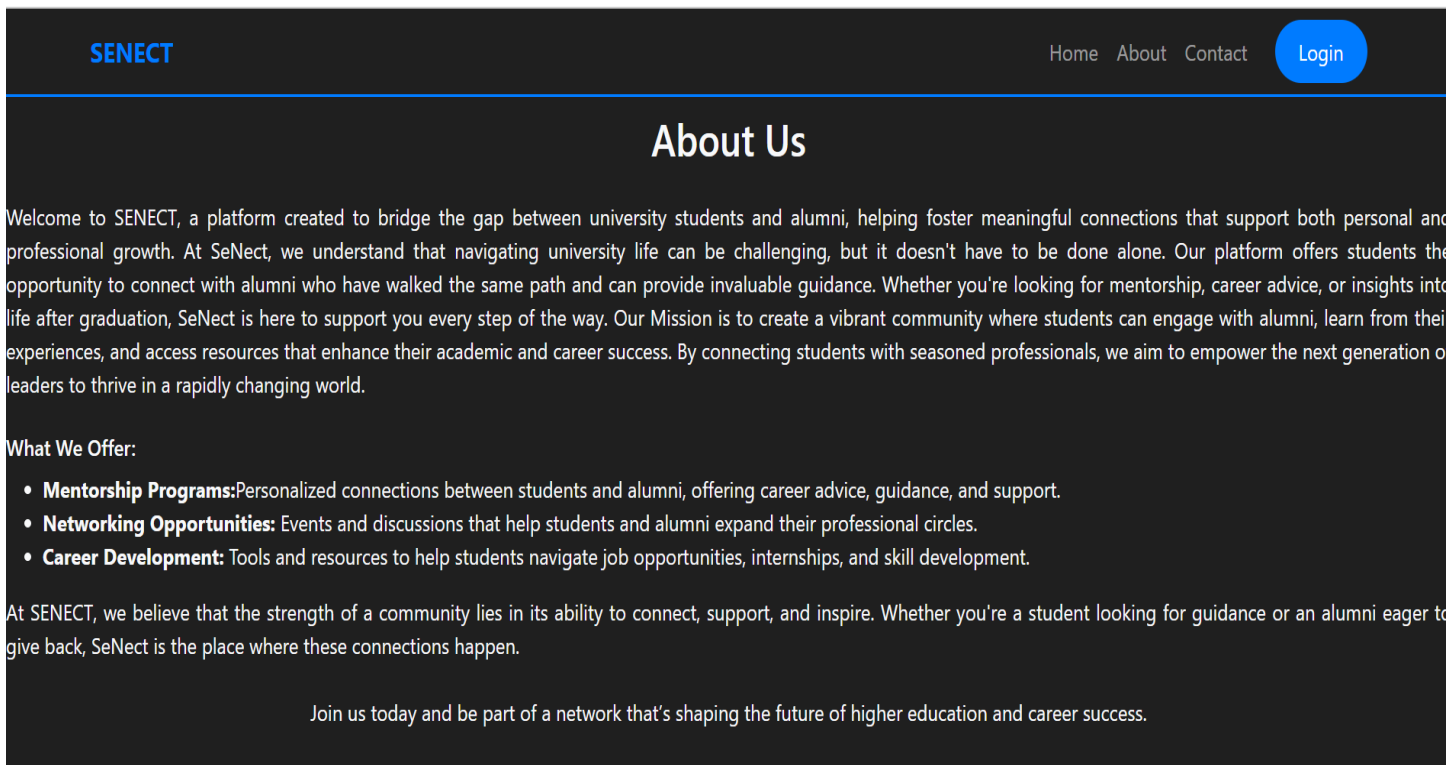 SENECT
Home About Contact Login
About Us
Welcome to SENECT, a platform created to bridge the gap between university students and alumni, helping foster meaningful connections that support both personal and
professional growth. At SeNect, we understand that navigating university life can be challenging, but it doesn't have to be done alone. Our platform offers students the
opportunity to connect with alumni who have walked the same path and can provide invaluable guidance. Whether you're looking for mentorship, career advice, or insights into
life after graduation, SeNect is here to support you every step of the way. Our Mission is to create a vibrant community where students can engage with alumni, learn from their
experiences, and access resources that enhance their academic and career success. By connecting students with seasoned professionals, we aim to empower the next generation of
leaders to thrive in a rapidly changing world.
What We Offer:
• Mentorship Programs:Personalized connections between students and alumni, offering career advice, guidance, and support.
• Networking Opportunities: Events and discussions that help students and alumni expand their professional circles.
• Career Development: Tools and resources to help students navigate job opportunities, internships, and skill development.
At SENECT, we believe that the strength of a community lies in its ability to connect, support, and inspire. Whether you're a student looking for guidance or an alumni eager to
give back, SeNect is the place where these connections happen.
Join us today and be part of a network that’s shaping the future of higher education and career success.